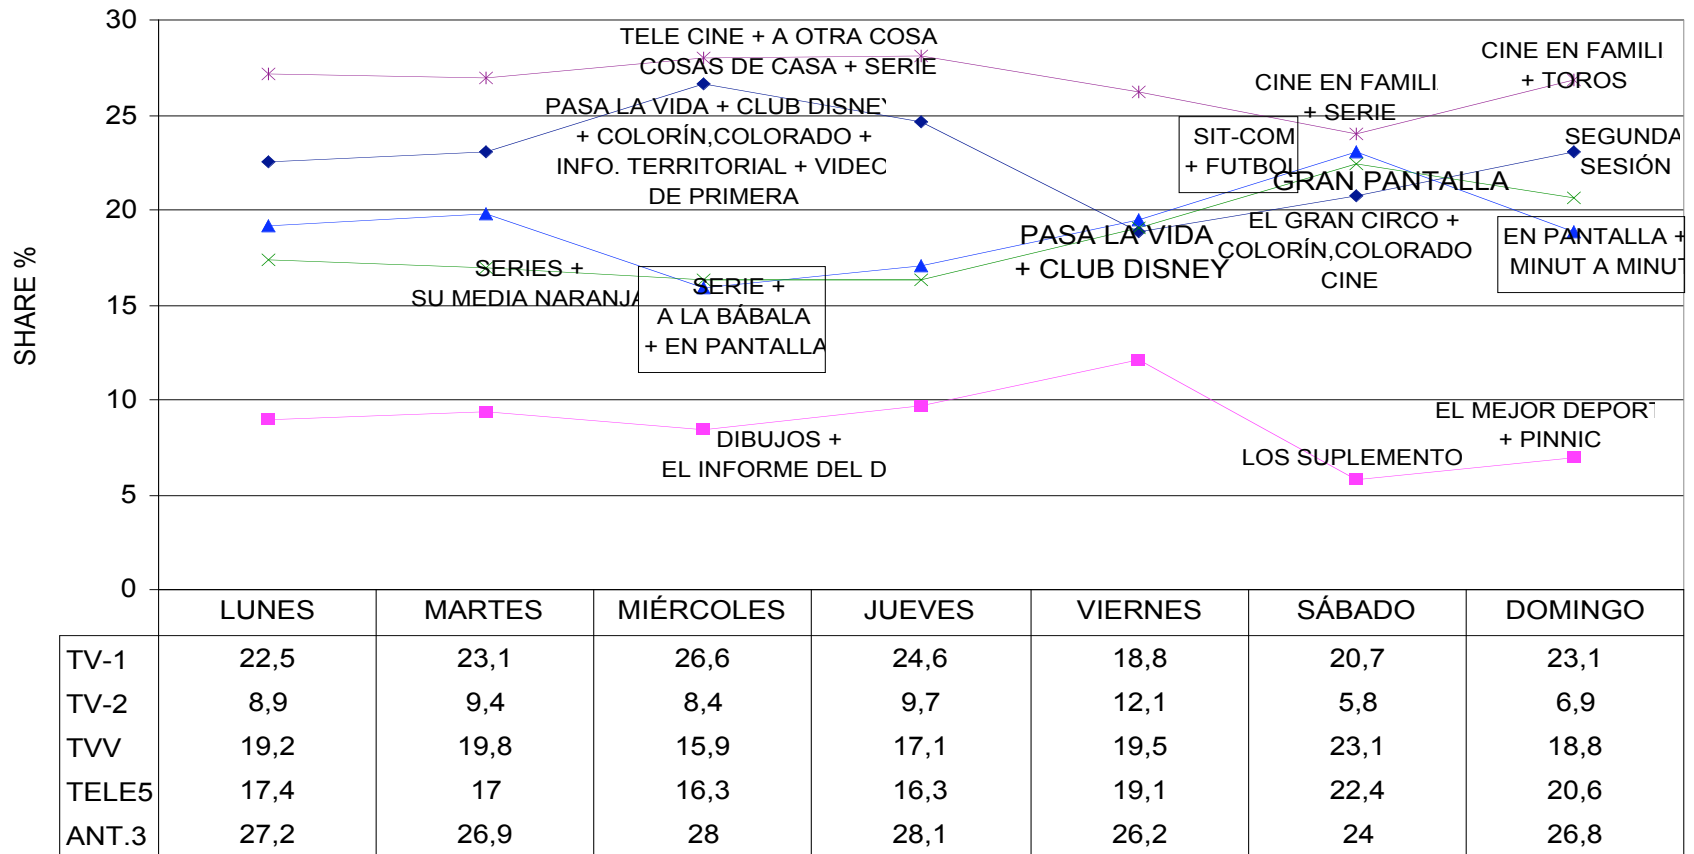 SHARE %
30
25
20
15
10
5
0
TELE CINE + A OTRA COSA
COSAS DE CASA + SERIE
PASA LA VIDA + CLUB DISNEY
+ COLORÍN,COLORADO +
INFO. TERRITORIAL + VIDEO
DE PRIMERA
SERIES +
SU MEDIA NARANJA
SERIE +
A LA BÁBALA
+ EN PANTALLA
DIBUJOS +
EL INFORME DEL D
PASA LA VIDA
+ CLUB DISNEY
SIT-COM
+ FUTBOL
CINE EN FAMILI
+ SERIE
GRAN PANTALLA
EL GRAN CIRCO +
COLORÍN,COLORADO
CINE
LOS SUPLEMENTO
CINE EN FAMILI
+ TOROS
SEGUNDA
SESIÓN
EN PANTALLA +
MINUT A MINUT
EL MEJOR DEPORT
+ PINNIC
LUNES MARTES MIÉRCOLES JUEVES VIERNES SÁBADO DOMINGO
TV-1 22,5 23,1 26,6 24,6 18,8 20,7 23,1
TV-2 8,9 9,4 8,4 9,7 12,1 5,8 6,9
TVV 19,2 19,8 15,9 17,1 19,5 23,1 18,8
TELE5 17,4 17 16,3 16,3 19,1 22,4 20,6
ANT.3 27,2 26,9 28 28,1 26,2 24 26,8